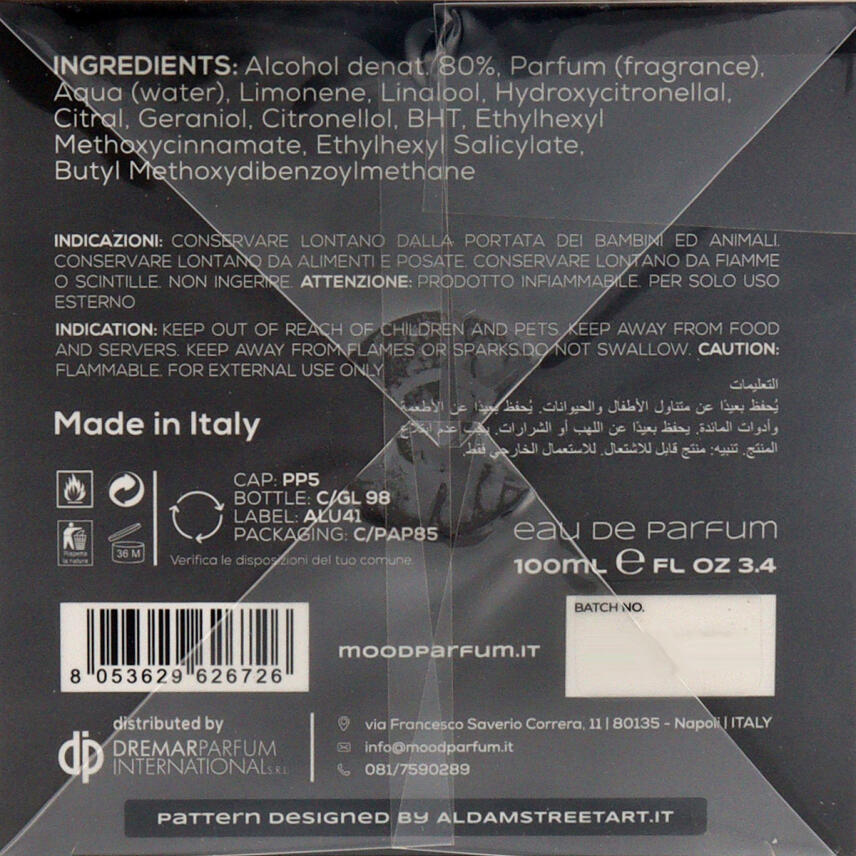 INGREDIENTS: Alcohol denat. 80%, Parfum (fragrance),
Aqua (water), Limonene, Linalool, Hydroxycitronellal,
Citral, Geraniol, Citronellol, BHT, Ethylhexyl
Methoxycinnamate, Ethylhexyl Salicylate,
Butyl Methoxydibenzoylmethane
INDICAZIONI: CONSERVARE LONTANO DALLA PORTATA DEI BAMBINI ED ANIMALI.
CONSERVARE LONTANO DA ALIMENTI E POSATE. CONSERVARE LONTANO DA FIAMME
O SCINTILLE. NON INGERIRE. ATTENZIONE: PRODOTTO INFIAMMABILE. PER SOLO USO
ESTERNO
INDICATION: KEEP OUT OF REACH OF CHILDREN AND PETS. KEEP AWAY FROM FOOD
AND SERVERS. KEEP AWAY FROM FLAMES OR SPARKS.DO NOT SWALLOW. CAUTION:
FLAMMABLE. FOR EXTERNAL USE ONLY
التعليمات
يُحفظ بعيدًا عن متناول الأطفال والحيوانات. يُحفظ بعيدًا عن الأطعمة
وأدوات المائدة. يحفظ بعيدًا عن اللهب أو الشرارات. يجب عدم ابتلاع
المنتج. تنبيه: منتج قابل للاشتعال. للاستعمال الخارجي فقط.
Made in Italy
CAP: PP5
BOTTLE: C/GL 98
LABEL: ALU41
PACKAGING: C/PAP85
Verifica le disposizioni del tuo comune.
Rispetta
la natura
36 M
eau de parfum
100ML ℮ FL OZ 3.4
8 053629 626726
MOODPARFUM.IT
BATCH NO.
distributed by
dp DREMARPARFUM
INTERNATIONAL S.R.L
via Francesco Saverio Correra, 11 | 80135 - Napoli | ITALY
info@moodparfum.it
081/7590289
PATTERN DESIGNED BY ALDAMSTREETART.IT